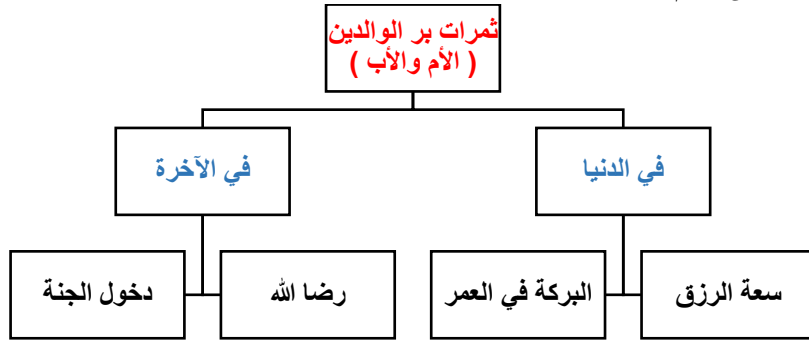 ثمرات بر الوالدين
( الأم والأب )
في الدنيا
في الآخرة
سعة الرزق
البركة في العمر
رضا الله
دخول الجنة